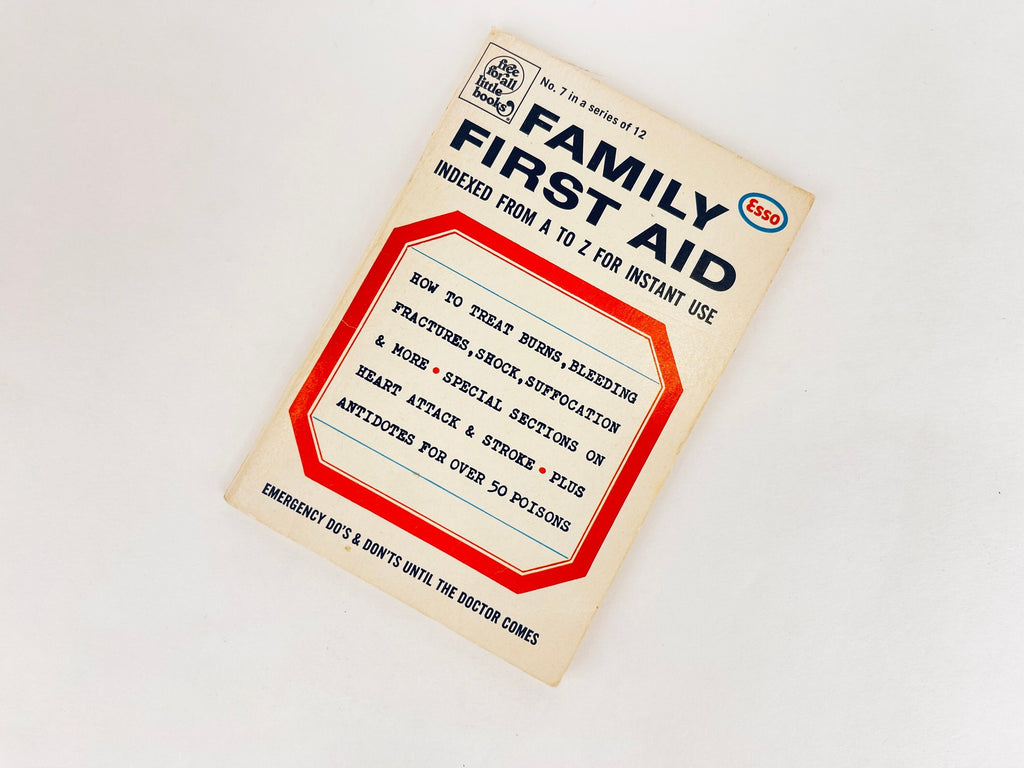 free
for all
little
books
No. 7 in a series of 12
FAMILY
FIRST AID
Esso
INDEXED FROM A TO Z FOR INSTANT USE
HOW TO TREAT BURNS, BLEEDING
FRACTURES, SHOCK, SUFFOCATION
& MORE • SPECIAL SECTIONS ON
HEART ATTACK & STROKE • PLUS
ANTIDOTES FOR OVER 50 POISONS
EMERGENCY DO'S & DON'TS UNTIL THE DOCTOR COMES